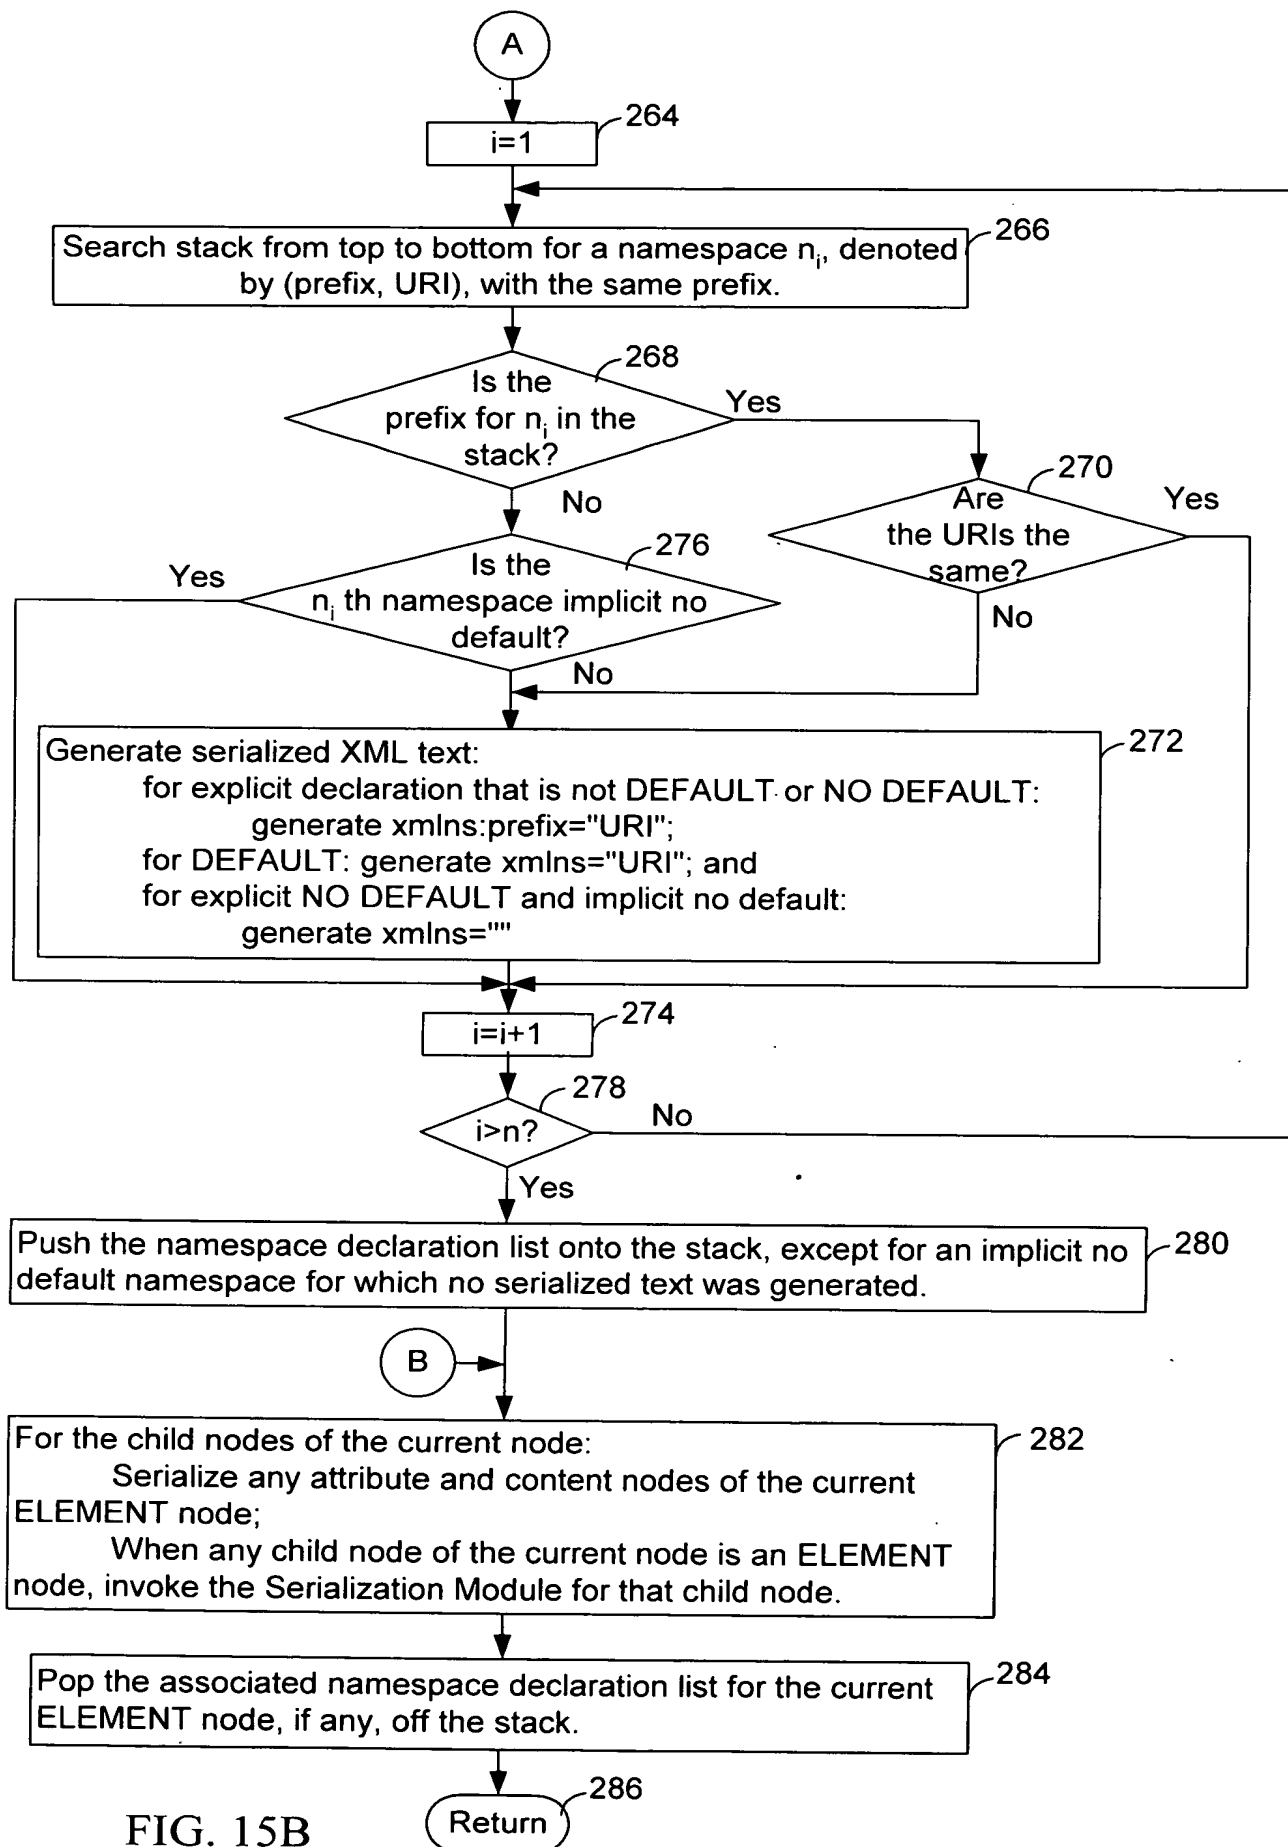 A
264
i=1
266
Search stack from top to bottom for a namespace ni, denoted
by (prefix, URI), with the same prefix.
268
Is the
prefix for ni in the
stack?
Yes
No
270
Are
the URIs the
same?
Yes
No
276
Is the
ni th namespace implicit no
default?
Yes
No
272
Generate serialized XML text:
for explicit declaration that is not DEFAULT or NO DEFAULT:
generate xmlns:prefix="URI";
for DEFAULT: generate xmlns="URI"; and
for explicit NO DEFAULT and implicit no default:
generate xmlns=""
274
i=i+1
278
i>n?
No
Yes
280
Push the namespace declaration list onto the stack, except for an implicit no
default namespace for which no serialized text was generated.
B
282
For the child nodes of the current node:
Serialize any attribute and content nodes of the current
ELEMENT node;
When any child node of the current node is an ELEMENT
node, invoke the Serialization Module for that child node.
284
Pop the associated namespace declaration list for the current
ELEMENT node, if any, off the stack.
286
Return
FIG. 15B